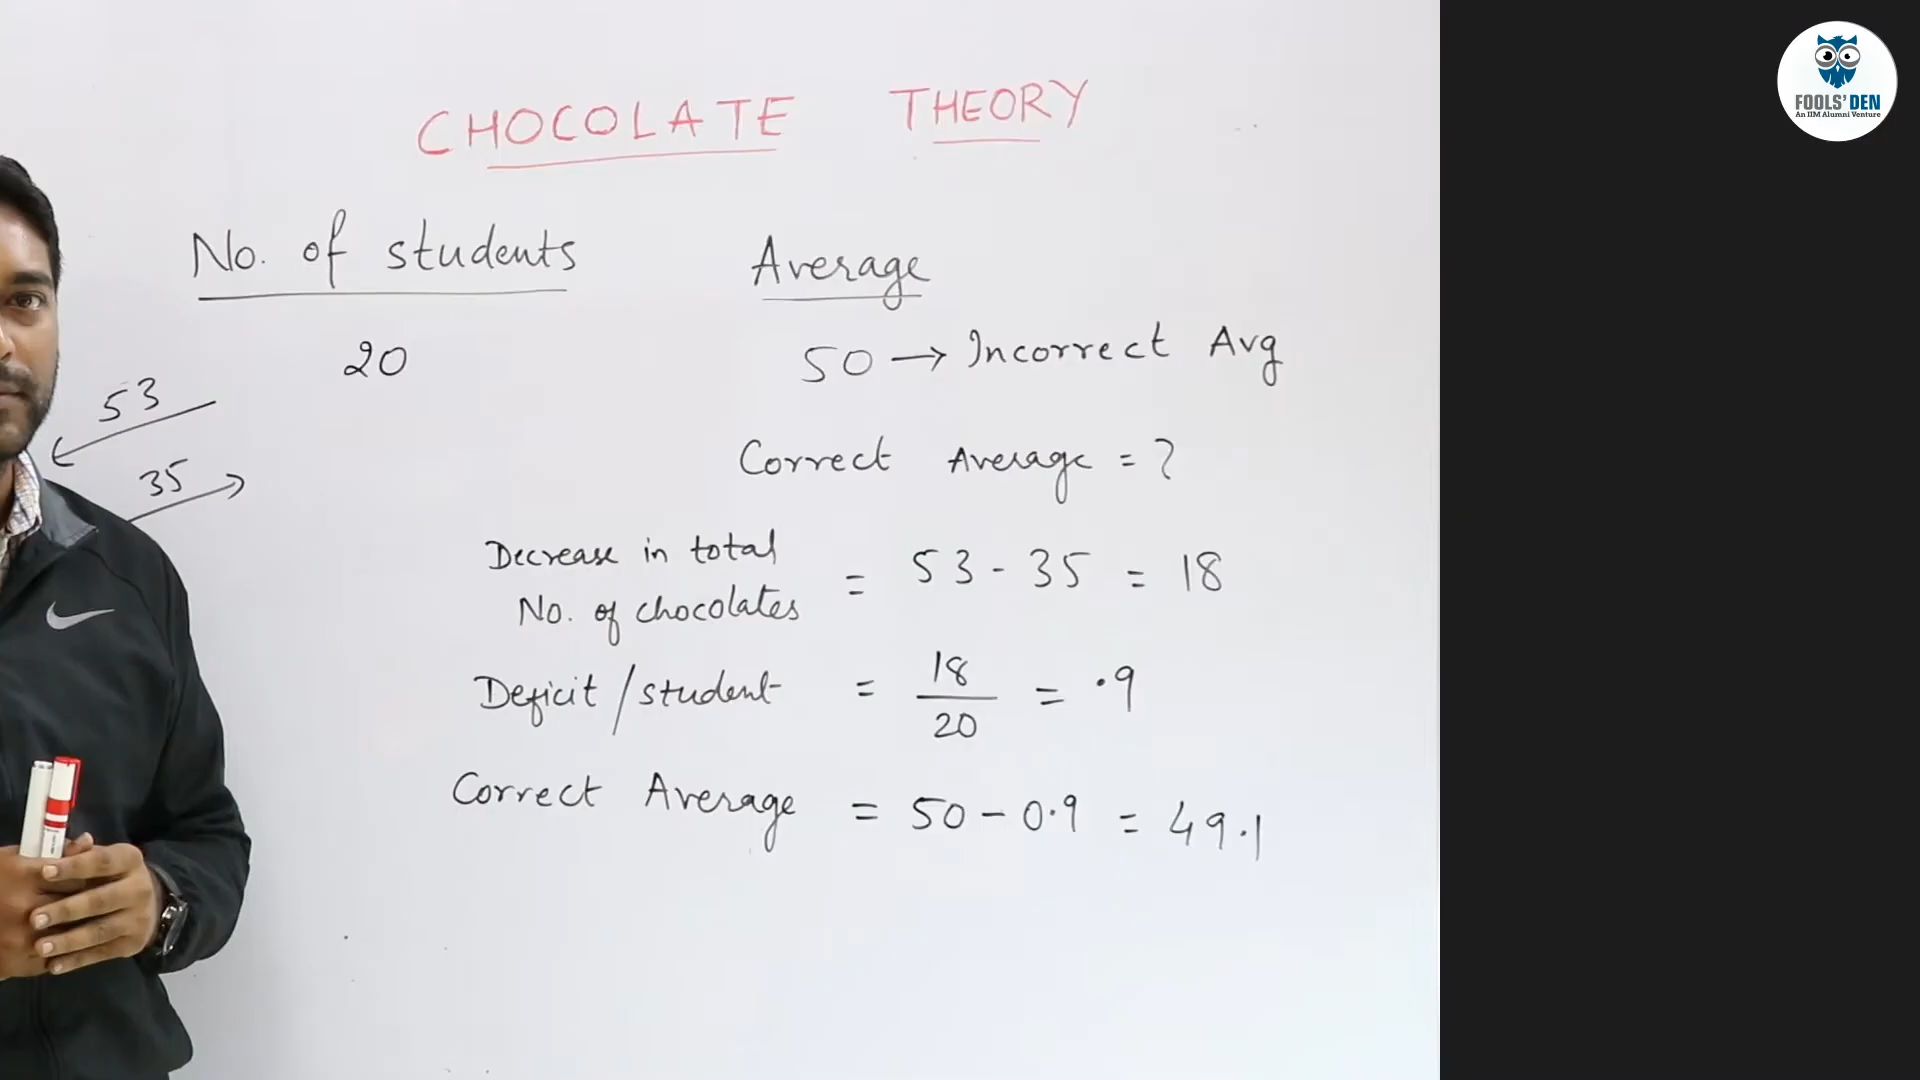 CHOCOLATE THEORY
No. of students Average
20 50 → Incorrect Avg
53
35
Correct Average = ?
Decrease in total
No. of chocolates = 53 - 35 = 18
Deficit / student = 18/20 = .9
Correct Average = 50 - 0.9 = 49.1
FOOLS' DEN
An IIM Alumni Venture